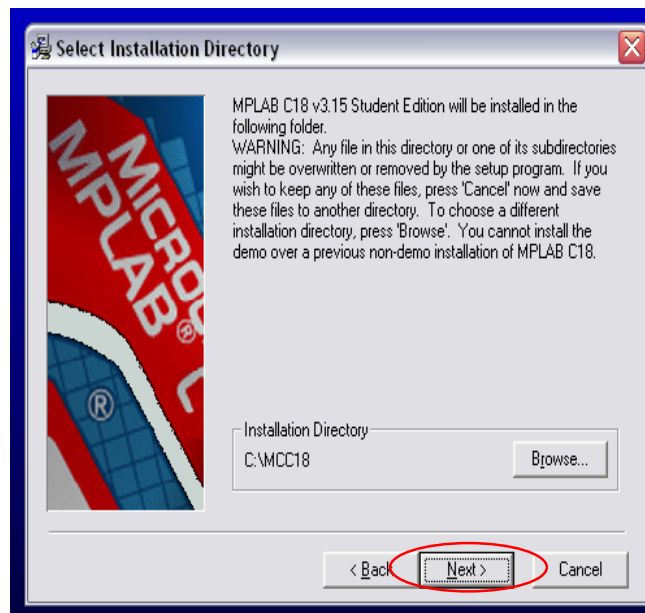 Select Installation Directory
MPLAB C18 v3.15 Student Edition will be installed in the
following folder.
WARNING: Any file in this directory or one of its subdirectories
might be overwritten or removed by the setup program. If you
wish to keep any of these files, press 'Cancel' now and save
these files to another directory. To choose a different
installation directory, press 'Browse'. You cannot install the
demo over a previous non-demo installation of MPLAB C18.
MPLAB®
®
Installation Directory
C:\MCC18
Browse...
< Back
Next >
Cancel